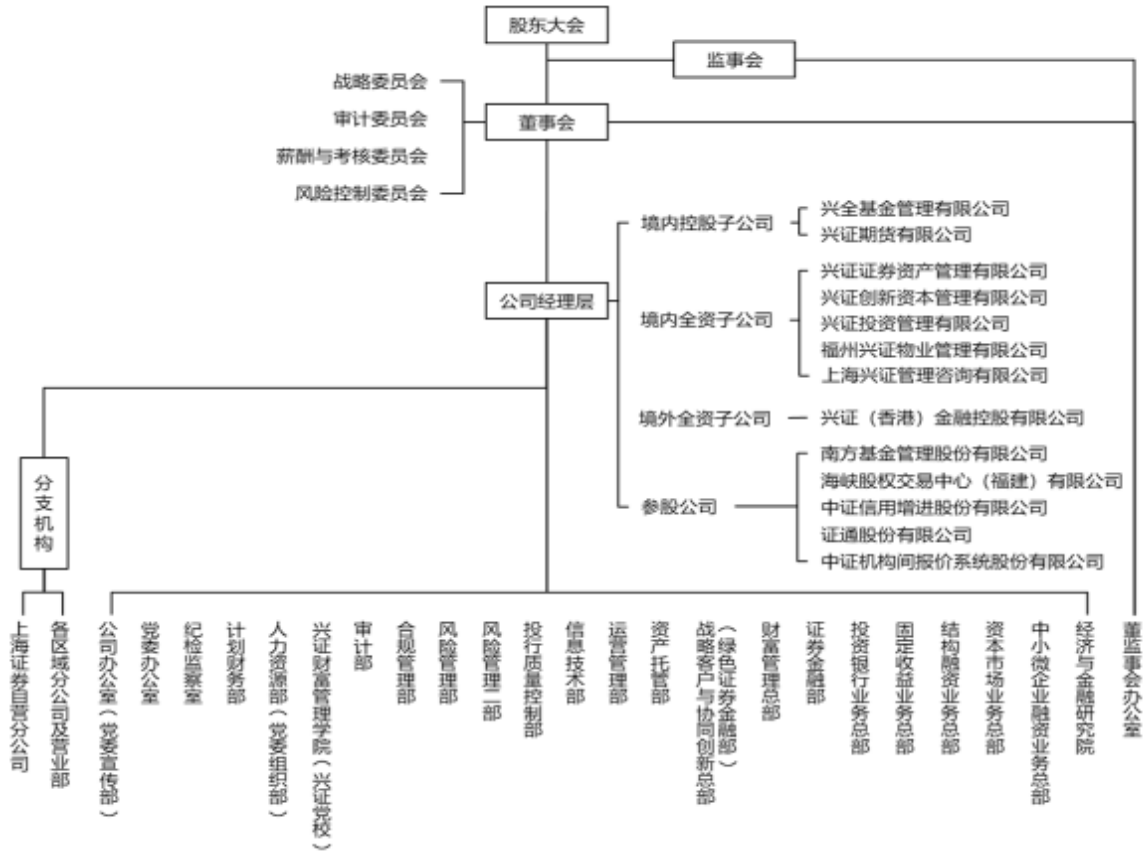 股东大会
监事会
战略委员会
审计委员会
薪酬与考核委员会
风险控制委员会
董事会
境内控股子公司
兴全基金管理有限公司
兴证期货有限公司
公司经理层
境内全资子公司
兴证证券资产管理有限公司
兴证创新资本管理有限公司
兴证投资管理有限公司
福州兴证物业管理有限公司
上海兴证管理咨询有限公司
境外全资子公司
兴证（香港）金融控股有限公司
参股公司
南方基金管理股份有限公司
海峡股权交易中心（福建）有限公司
中证信用增进股份有限公司
证通股份有限公司
中证机构间报价系统股份有限公司
分支机构
上海证券自营分公司
各区域分公司及营业部
公司办公室（党委宣传部）
党委办公室
纪检监察室
计划财务部
人力资源部（党委组织部）
兴证财富管理学院（兴证党校）
审计部
合规管理部
风险管理部
风险管理二部
投行质量控制部
信息技术部
运营管理部
资产托管部
战略客户与协同创新总部
（绿色证券金融部）
财富管理总部
证券金融部
投资银行业务总部
固定收益业务总部
结构融资业务总部
资本市场业务总部
中小微企业融资业务总部
经济与金融研究院
董监事会办公室